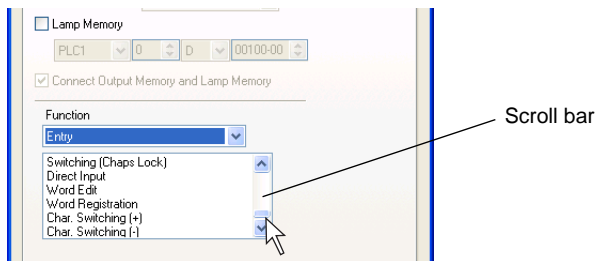 Lamp Memory
PLC1 0 D 00100-00
Connect Output Memory and Lamp Memory
Function
Entry
Switching (Chaps Lock)
Direct Input
Word Edit
Word Registration
Char. Switching (+)
Char. Switching (-)
Scroll bar